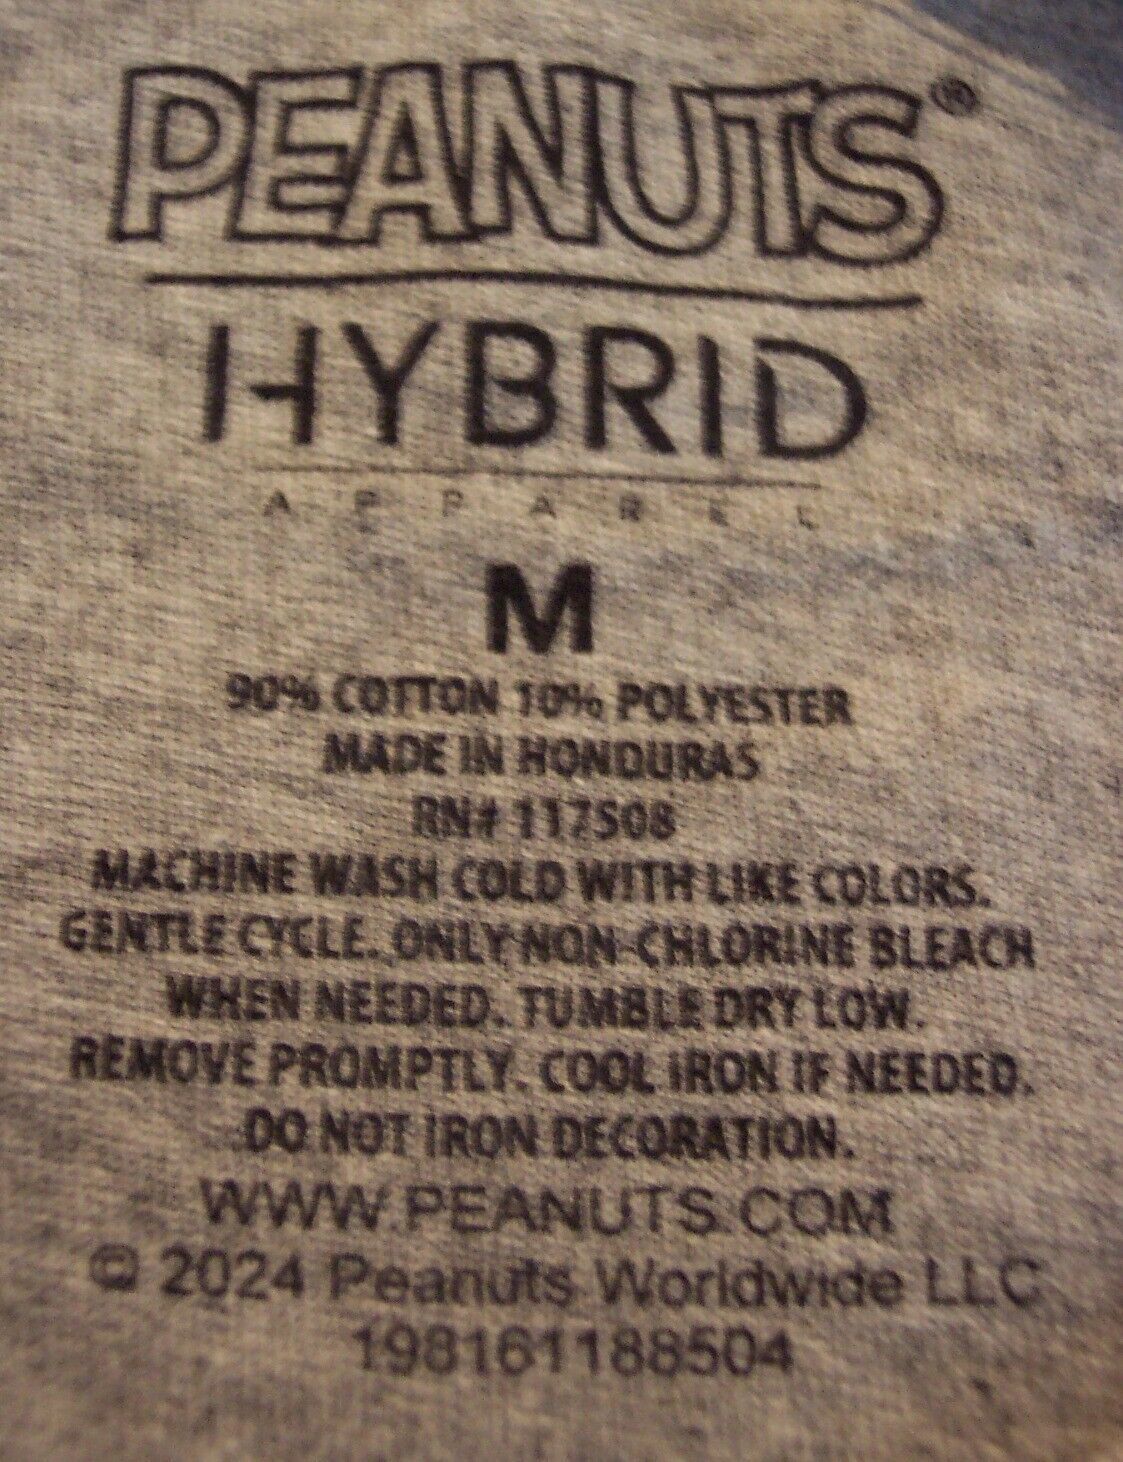 PEANUTS®
HYBRID
APPAREL
M
90% COTTON 10% POLYESTER
MADE IN HONDURAS
RN# 117508
MACHINE WASH COLD WITH LIKE COLORS.
GENTLE CYCLE. ONLY NON-CHLORINE BLEACH
WHEN NEEDED. TUMBLE DRY LOW.
REMOVE PROMPTLY. COOL IRON IF NEEDED.
DO NOT IRON DECORATION.
WWW.PEANUTS.COM
© 2024 Peanuts Worldwide LLC
198161188504